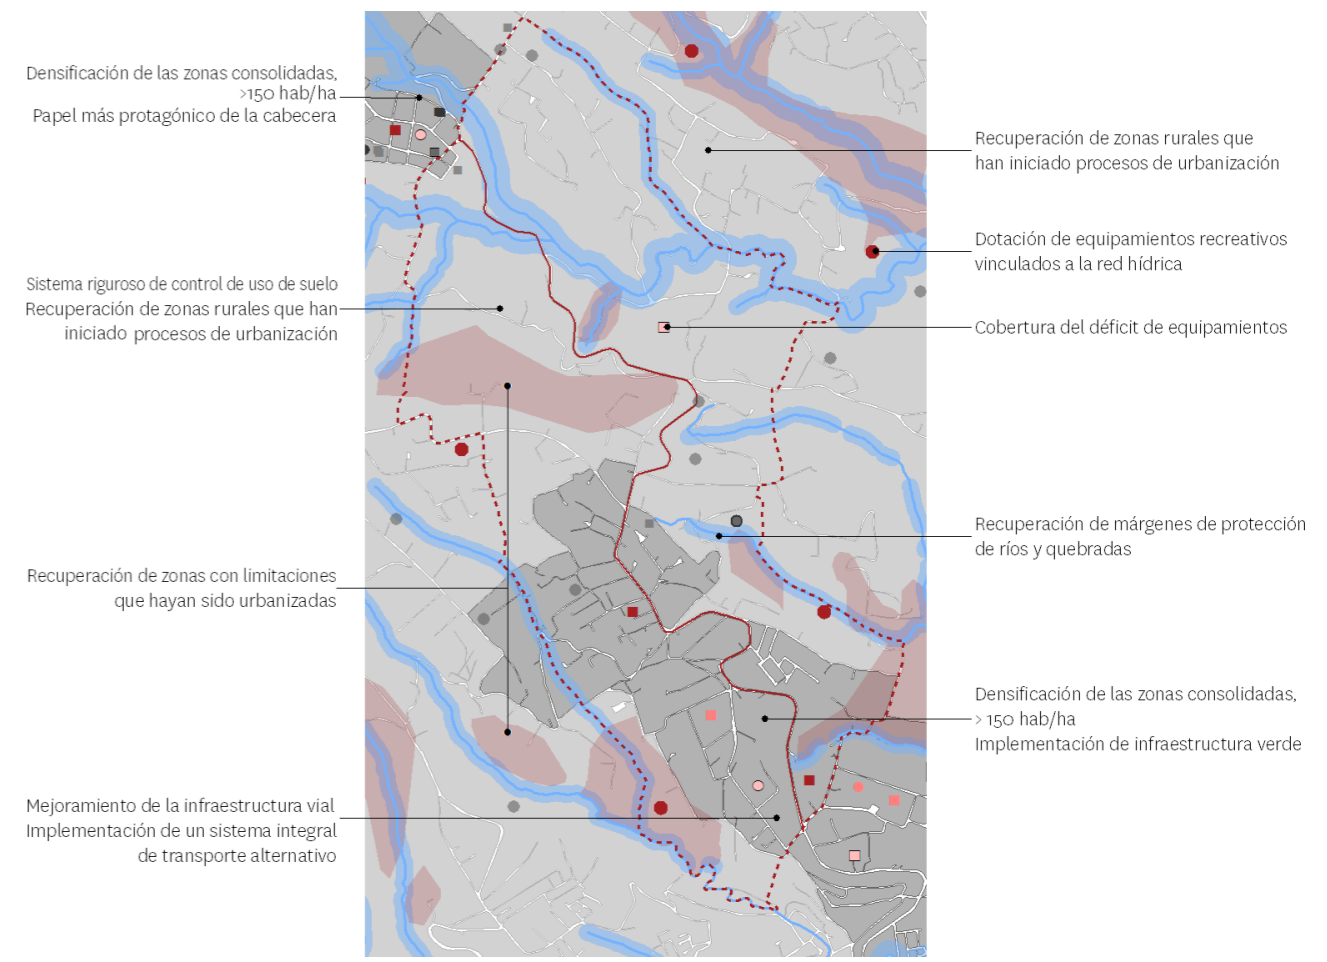 Densificación de las zonas consolidadas,
>150 hab/ha
Papel más protagónico de la cabecera
Sistema riguroso de control de uso de suelo
Recuperación de zonas rurales que han
iniciado procesos de urbanización
Recuperación de zonas con limitaciones
que hayan sido urbanizadas
Mejoramiento de la infraestructura vial
Implementación de un sistema integral
de transporte alternativo
Recuperación de zonas rurales que
han iniciado procesos de urbanización
Dotación de equipamientos recreativos
vinculados a la red hídrica
Cobertura del déficit de equipamientos
Recuperación de márgenes de protección
de ríos y quebradas
Densificación de las zonas consolidadas,
> 150 hab/ha
Implementación de infraestructura verde